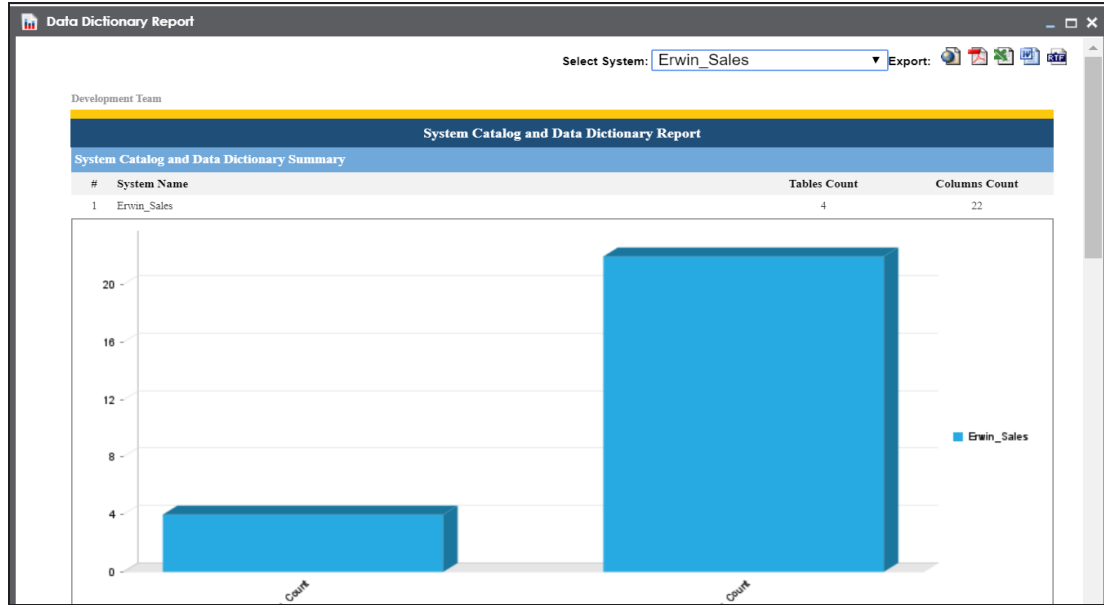 Data Dictionary Report
Select System: Erwin_Sales Export:
RTF
Development Team
System Catalog and Data Dictionary Report
System Catalog and Data Dictionary Summary
# System Name Tables Count Columns Count
1 Erwin_Sales 4 22
20
16
12
8
4
0
Erwin_Sales
Count
Count